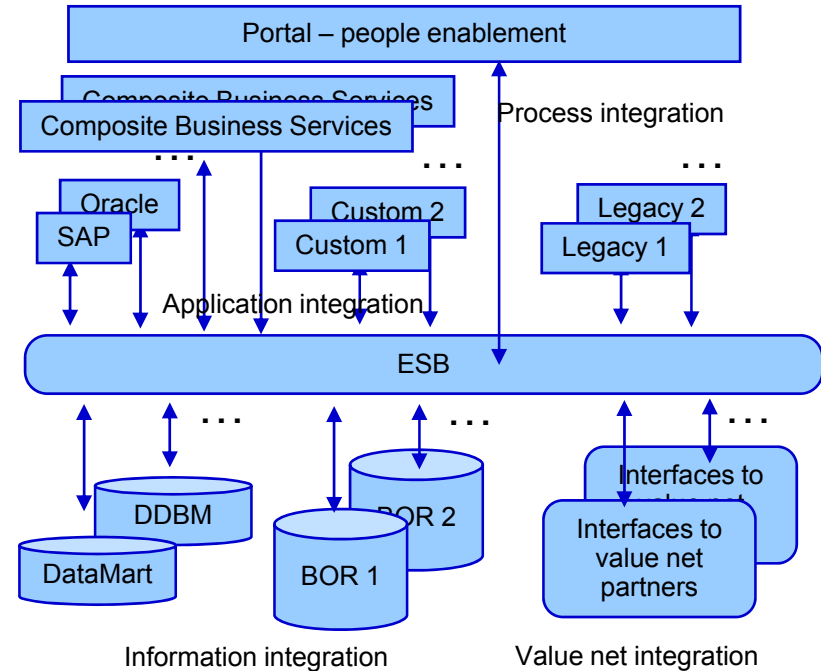 Portal – people enablement
Composite Business Services
Composite Business Services
Process integration
...
...
...
Oracle
SAP
Custom 2
Custom 1
Legacy 2
Legacy 1
Application integration
ESB
...
...
...
DDBM
DataMart
BOR 2
BOR 1
Interfaces to
value net
Interfaces to
value net
partners
Information integration
Value net integration